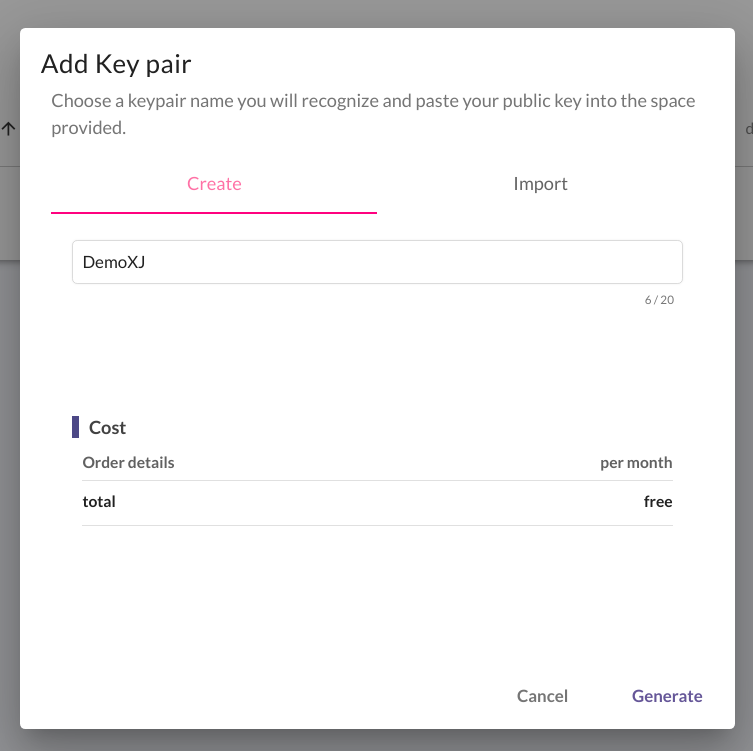 Add Key pair
Choose a keypair name you will recognize and paste your public key into the space
provided.
Create Import
DemoXJ
6 / 20
Cost
Order details per month
total free
Cancel Generate